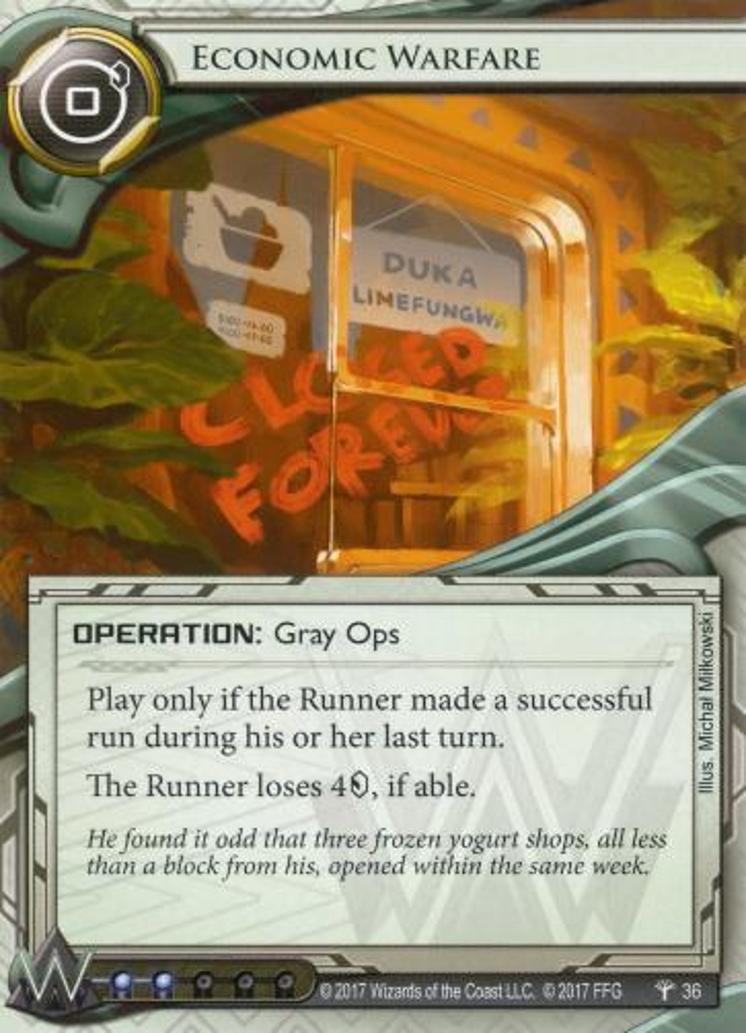 Economic Warfare
DUKA
LIMEFUNGWA
CLOSED
FOREVER
OPERATION: Gray Ops
Play only if the Runner made a successful
run during his or her last turn.
The Runner loses 4, if able.
He found it odd that three frozen yogurt shops, all less
than a block from his, opened within the same week.
Illus. Michał Miłkowski
© 2017 Wizards of the Coast LLC. © 2017 FFG
36